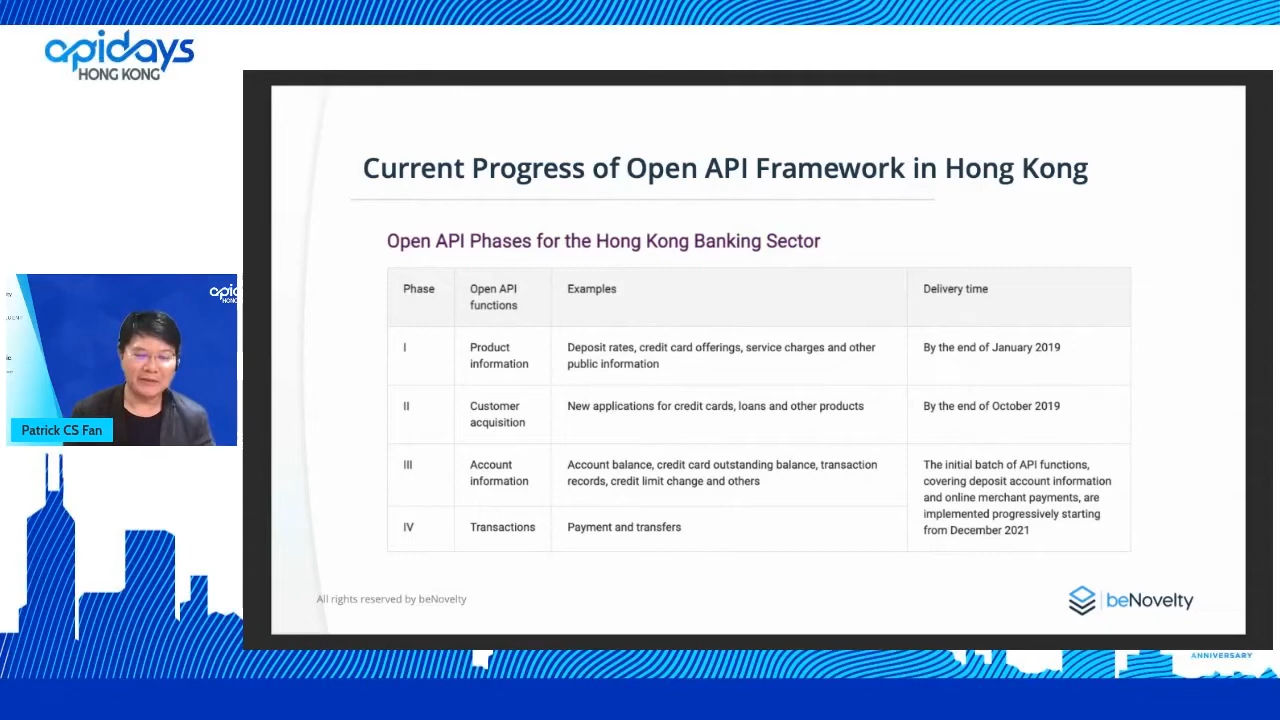 apidays
HONG KONG
Current Progress of Open API Framework in Hong Kong
Open API Phases for the Hong Kong Banking Sector
Phase
Open API
functions
Examples
Delivery time
I
Product
information
Deposit rates, credit card offerings, service charges and other
public information
By the end of January 2019
II
Customer
acquisition
New applications for credit cards, loans and other products
By the end of October 2019
III
Account
information
Account balance, credit card outstanding balance, transaction
records, credit limit change and others
The initial batch of API functions,
covering deposit account information
and online merchant payments, are
implemented progressively starting
from December 2021
IV
Transactions
Payment and transfers
All rights reserved by beNovelty
beNovelty
Patrick CS Fan
ANNIVERSARY